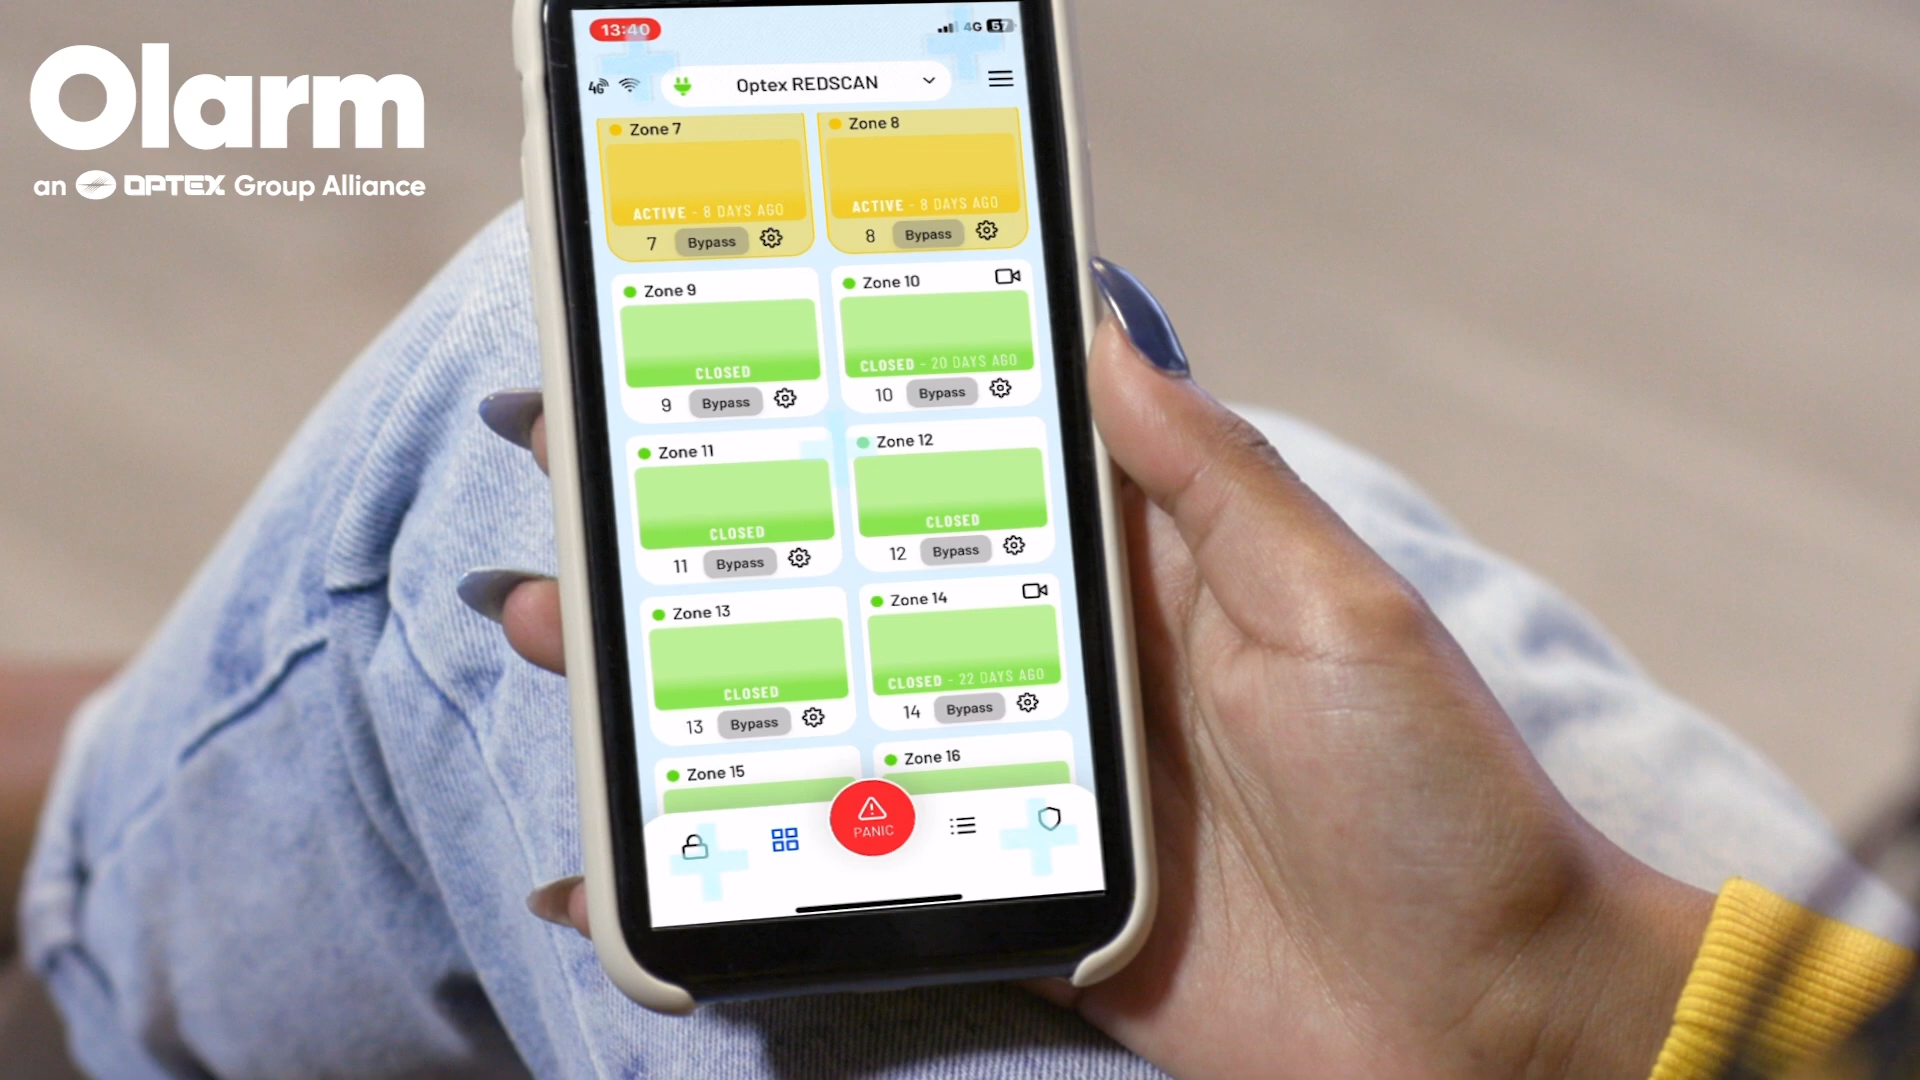 Olarm
an OPTEX Group Alliance
13:40
4G 57
4G
Optex REDSCAN
Zone 7
ACTIVE - 8 DAYS AGO
7 Bypass
Zone 8
ACTIVE - 8 DAYS AGO
8 Bypass
Zone 9
CLOSED
9 Bypass
Zone 10
CLOSED - 20 DAYS AGO
10 Bypass
Zone 11
CLOSED
11 Bypass
Zone 12
CLOSED
12 Bypass
Zone 13
CLOSED
13 Bypass
Zone 14
CLOSED - 22 DAYS AGO
14 Bypass
Zone 15
Zone 16
PANIC